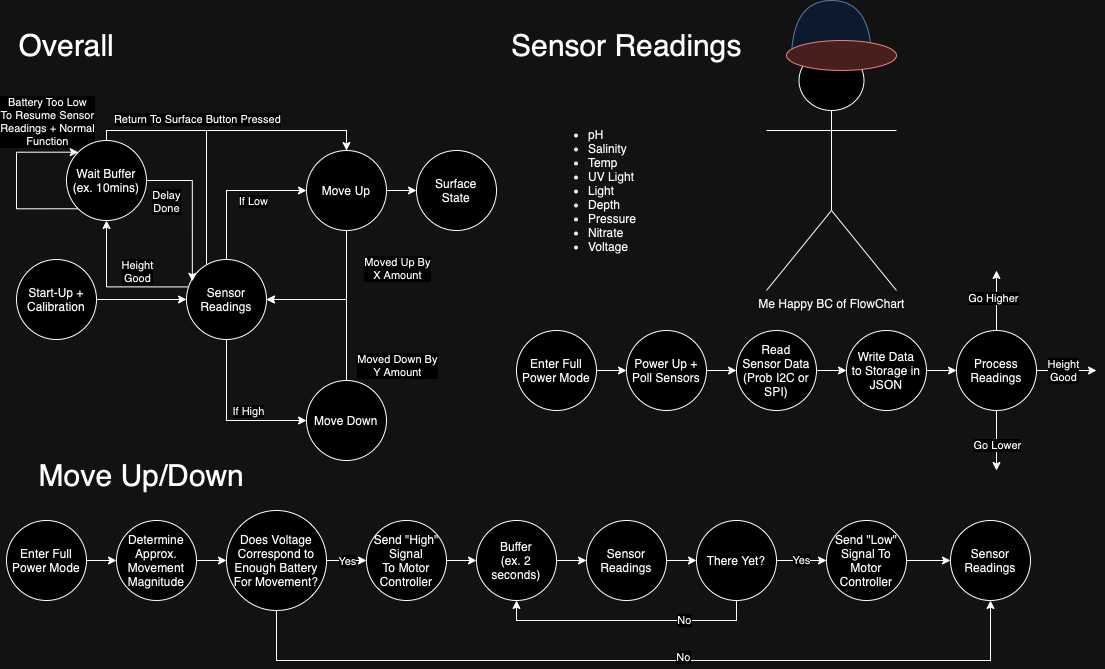 Overall
Sensor Readings
Battery Too Low
To Resume Sensor
Readings + Normal
Function
Return To Surface Button Pressed
Wait Buffer
(ex. 10mins)
Delay
Done
If Low
Move Up
Surface
State
Height
Good
Moved Up By
X Amount
Start-Up +
Calibration
Sensor
Readings
Moved Down By
Y Amount
If High
Move Down
pH
Salinity
Temp
UV Light
Light
Depth
Pressure
Nitrate
Voltage
Me Happy BC of FlowChart
Enter Full
Power Mode
Power Up +
Poll Sensors
Read
Sensor Data
(Prob I2C or
SPI)
Write Data
to Storage in
JSON
Process
Readings
Go Higher
Height
Good
Go Lower
Move Up/Down
Enter Full
Power Mode
Determine
Approx.
Movement
Magnitude
Does Voltage
Correspond to
Enough Battery
For Movement?
Yes
Send "High"
Signal
To Motor
Controller
Buffer
(ex. 2
seconds)
Sensor
Readings
There Yet?
Yes
Send "Low"
Signal To
Motor
Controller
Sensor
Readings
No
No